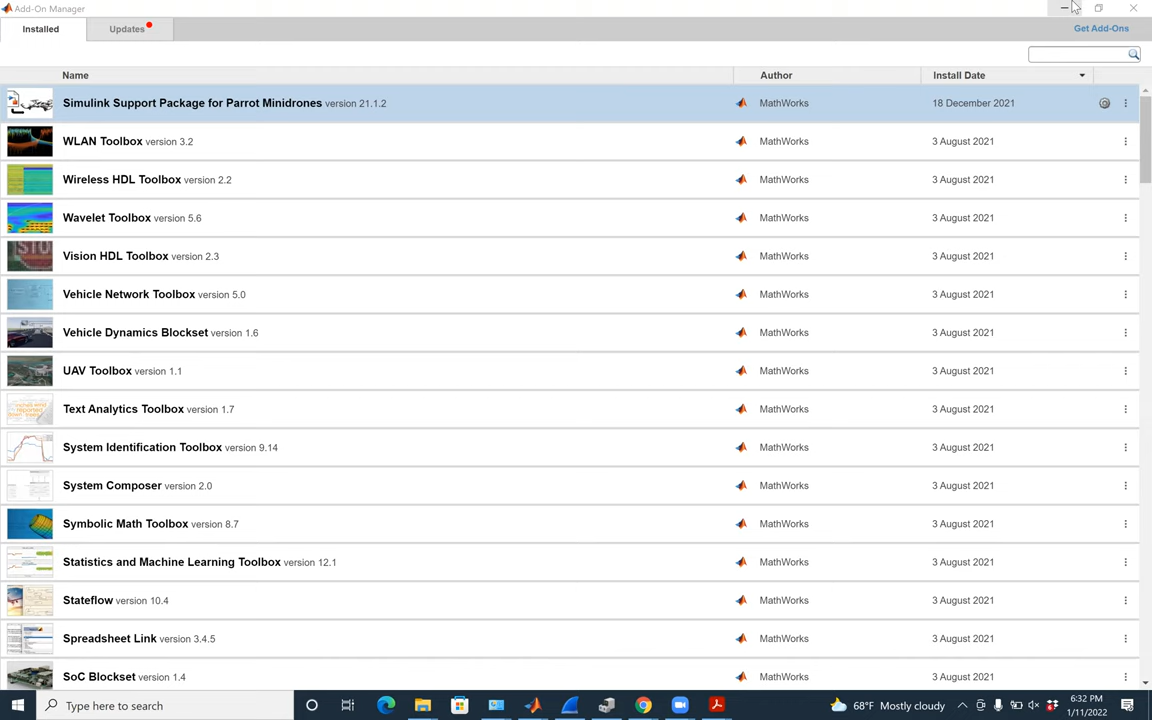 Add-On Manager
Installed
Updates
Get Add-Ons
Name
Author
Install Date
Simulink Support Package for Parrot Minidrones version 21.1.2
MathWorks
18 December 2021
WLAN Toolbox version 3.2
MathWorks
3 August 2021
Wireless HDL Toolbox version 2.2
MathWorks
3 August 2021
Wavelet Toolbox version 5.6
MathWorks
3 August 2021
Vision HDL Toolbox version 2.3
MathWorks
3 August 2021
Vehicle Network Toolbox version 5.0
MathWorks
3 August 2021
Vehicle Dynamics Blockset version 1.6
MathWorks
3 August 2021
UAV Toolbox version 1.1
MathWorks
3 August 2021
Text Analytics Toolbox version 1.7
MathWorks
3 August 2021
System Identification Toolbox version 9.14
MathWorks
3 August 2021
System Composer version 2.0
MathWorks
3 August 2021
Symbolic Math Toolbox version 8.7
MathWorks
3 August 2021
Statistics and Machine Learning Toolbox version 12.1
MathWorks
3 August 2021
Stateflow version 10.4
MathWorks
3 August 2021
Spreadsheet Link version 3.4.5
MathWorks
3 August 2021
SoC Blockset version 1.4
MathWorks
3 August 2021
Type here to search
68°F Mostly cloudy
6:32 PM
1/11/2022